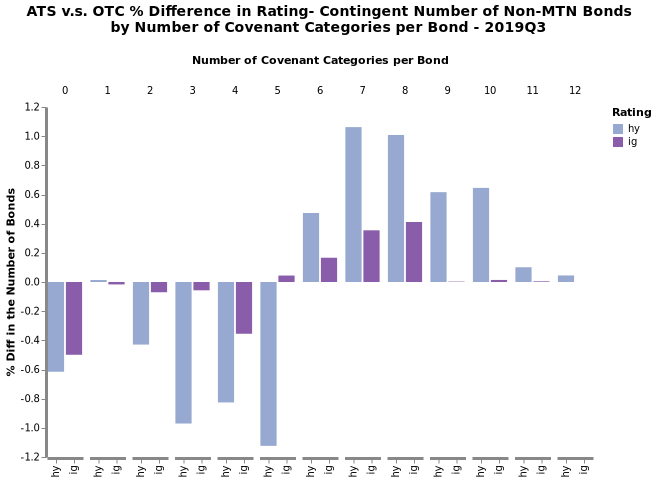 ATS v.s. OTC % Difference in Rating- Contingent Number of Non-MTN Bonds
by Number of Covenant Categories per Bond - 2019Q3
Number of Covenant Categories per Bond
0 1 2 3 4 5 6 7 8 9 10 11 12
% Diff in the Number of Bonds
1.2
1.0
0.8
0.6
0.4
0.2
0.0
-0.2
-0.4
-0.6
-0.8
-1.0
-1.2
hy ig hy ig hy ig hy ig hy ig hy ig hy ig hy ig hy ig hy ig hy ig hy ig hy ig
Rating
hy
ig